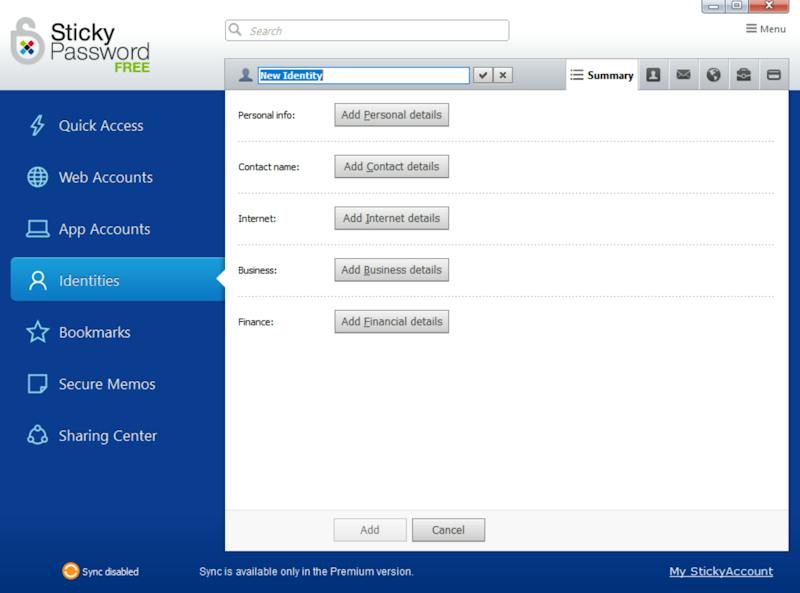 Sticky
Password
FREE
Search
Menu
New Identity
Summary
Quick Access
Web Accounts
App Accounts
Identities
Bookmarks
Secure Memos
Sharing Center
Personal info:
Add Personal details
Contact name:
Add Contact details
Internet:
Add Internet details
Business:
Add Business details
Finance:
Add Financial details
Add
Cancel
Sync disabled
Sync is available only in the Premium version.
My StickyAccount